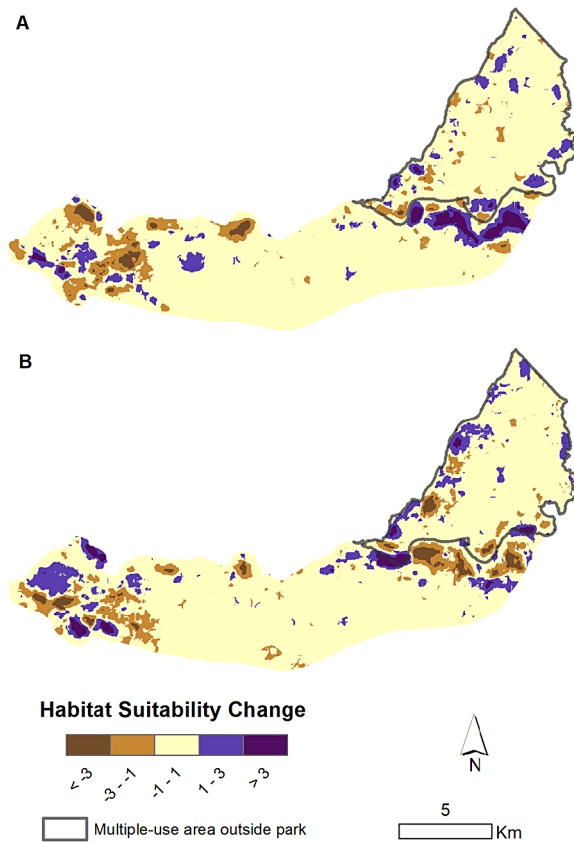 A
B
Habitat Suitability Change
< -3
-3 - -1
-1 - 1
1 - 3
> 3
N
Multiple-use area outside park
5
Km